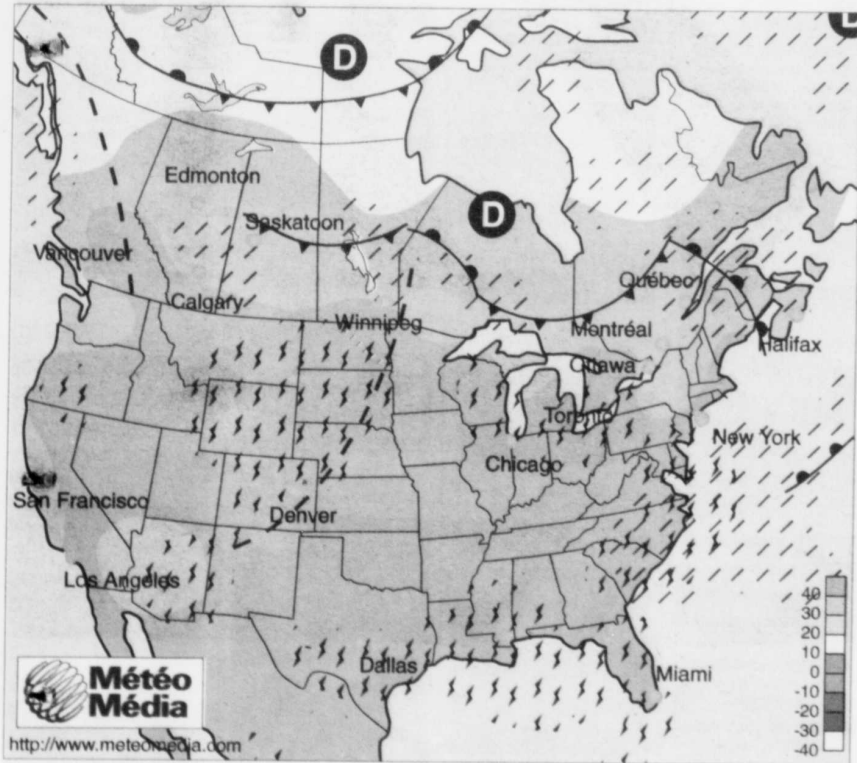 D
D
D
Edmonton
Saskatoon
Vancouver
Calgary
Winnipeg
Québec
Montréal
Halifax
Ottawa
Toronto
New York
Chicago
San Francisco
Denver
Los Angeles
Dallas
Miami
40
30
20
10
0
-10
-20
-30
-40
Météo
Média
http://www.meteomedia.com